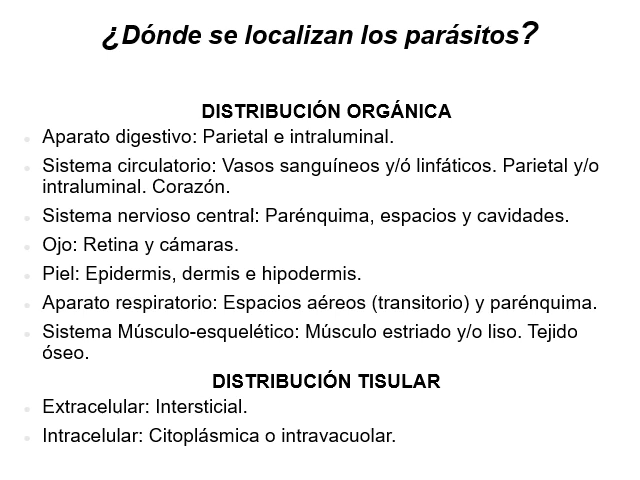 ¿Dónde se localizan los parásitos?
DISTRIBUCIÓN ORGÁNICA
Aparato digestivo: Parietal e intraluminal.
Sistema circulatorio: Vasos sanguíneos y/ó linfáticos. Parietal y/o
intraluminal. Corazón.
Sistema nervioso central: Parénquima, espacios y cavidades.
Ojo: Retina y cámaras.
Piel: Epidermis, dermis e hipodermis.
Aparato respiratorio: Espacios aéreos (transitorio) y parénquima.
Sistema Músculo-esquelético: Músculo estriado y/o liso. Tejido
óseo.
DISTRIBUCIÓN TISULAR
Extracelular: Intersticial.
Intracelular: Citoplásmica o intravacuolar.